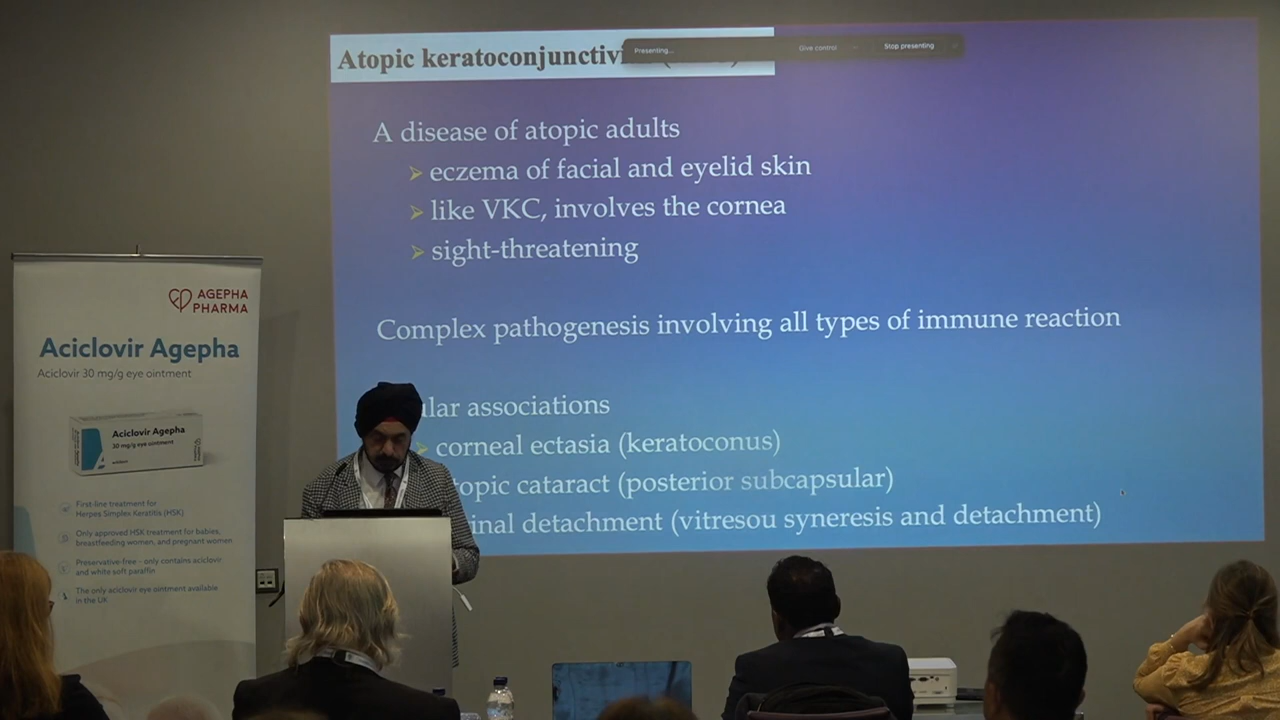 Atopic keratoconjunctivi
Presenting...
Give control
Stop presenting
A disease of atopic adults
eczema of facial and eyelid skin
like VKC, involves the cornea
sight-threatening
Complex pathogenesis involving all types of immune reaction
ular associations
corneal ectasia (keratoconus)
topic cataract (posterior subcapsular)
inal detachment (vitresou syneresis and detachment)
AGEPHA
PHARMA
Aciclovir Agepha
Aciclovir 30 mg/g eye ointment
Aciclovir Agepha
30 mg/g eye ointment
First-line treatment for
Herpes Simplex Keratitis (HSK)
Only approved HSK treatment for babies,
breastfeeding women, and pregnant women
Preservative-free - only contains aciclovir
and white soft paraffin
The only aciclovir eye ointment available
in the UK